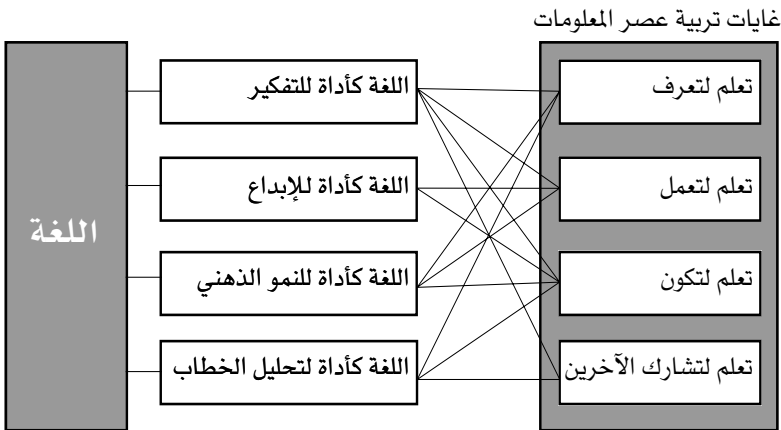 غايات تربية عصر المعلومات
تعلم لتعرف
تعلم لتعمل
تعلم لتكون
تعلم لتشارك الآخرين
اللغة كأداة للتفكير
اللغة كأداة للإبداع
اللغة كأداة للنمو الذهني
اللغة كأداة لتحليل الخطاب
اللغة